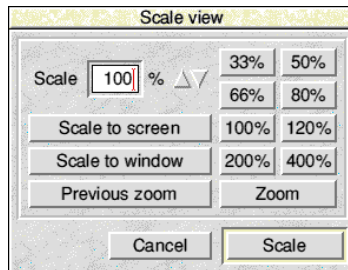 Scale view
33% 50%
Scale 100 %
66% 80%
Scale to screen 100% 120%
Scale to window 200% 400%
Previous zoom Zoom
Cancel Scale